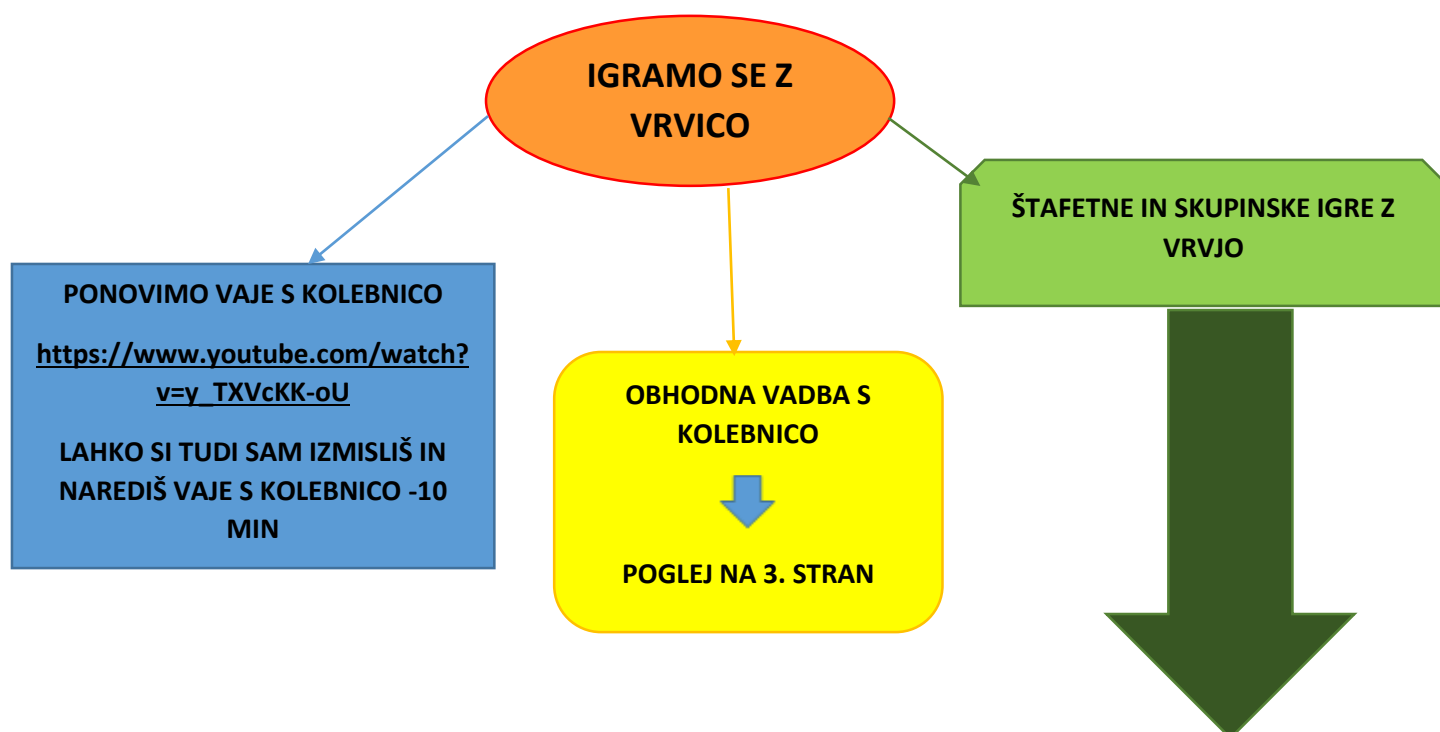 IGRAMO SE Z
VRVICO
PONOVIMO VAJE S KOLEBNICO
https://www.youtube.com/watch?
v=y_TXVcKK-oU
LAHKO SI TUDI SAM IZMISLIŠ IN
NAREDIŠ VAJE S KOLEBNICO -10
MIN
OBHODNA VADBA S
KOLEBNICO
POGLEJ NA 3. STRAN
ŠTAFETNE IN SKUPINSKE IGRE Z
VRVJO